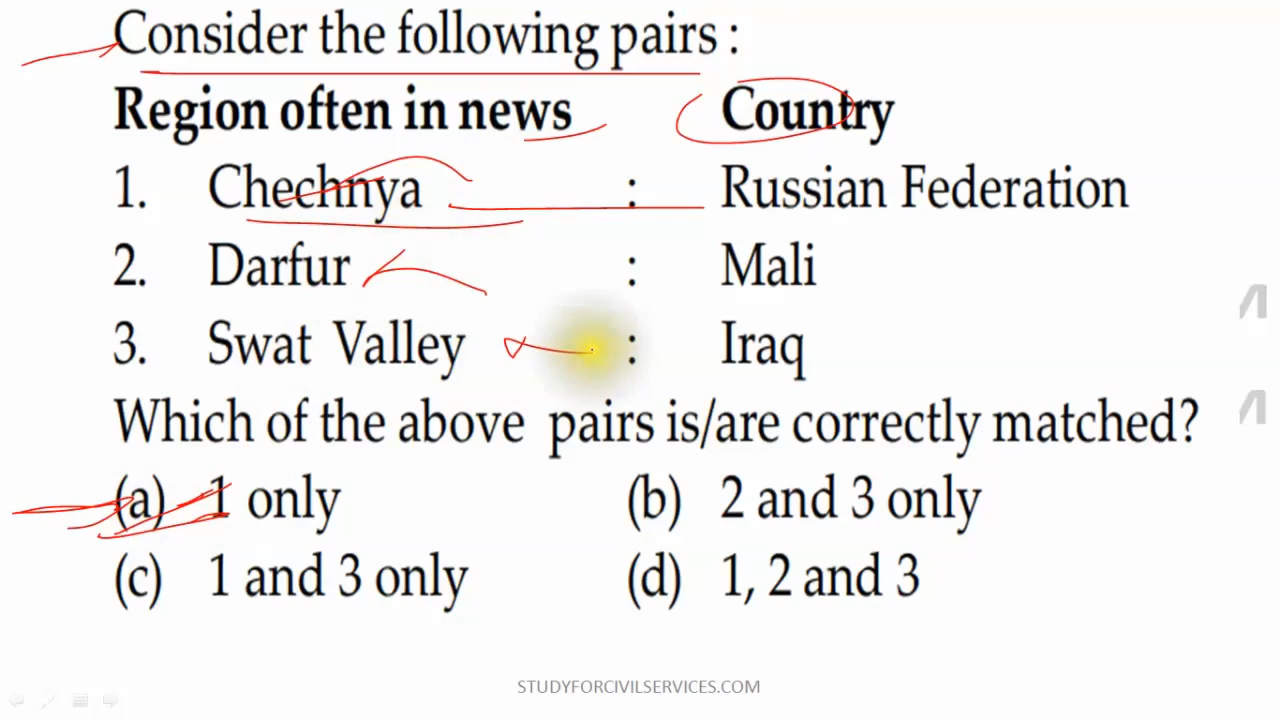 Consider the following pairs :
Region often in news Country
1. Chechnya : Russian Federation
2. Darfur : Mali
3. Swat Valley : Iraq
Which of the above pairs is/are correctly matched?
(a) 1 only (b) 2 and 3 only
(c) 1 and 3 only (d) 1, 2 and 3
STUDYFORCIVILSERVICES.COM